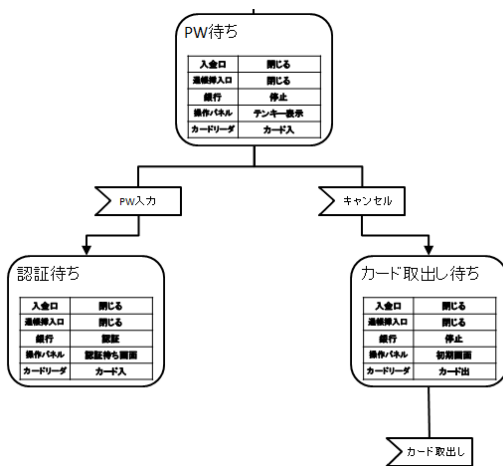 PW待ち
入金口 閉じる
通帳挿入口 閉じる
銀行 停止
操作パネル テンキー表示
カードリーダ カード入
PW入力
キャンセル
認証待ち
入金口 閉じる
通帳挿入口 閉じる
銀行 認証
操作パネル 認証待ち画面
カードリーダ カード入
カード取出し待ち
入金口 閉じる
通帳挿入口 閉じる
銀行 停止
操作パネル 初期画面
カードリーダ カード出
カード取出し